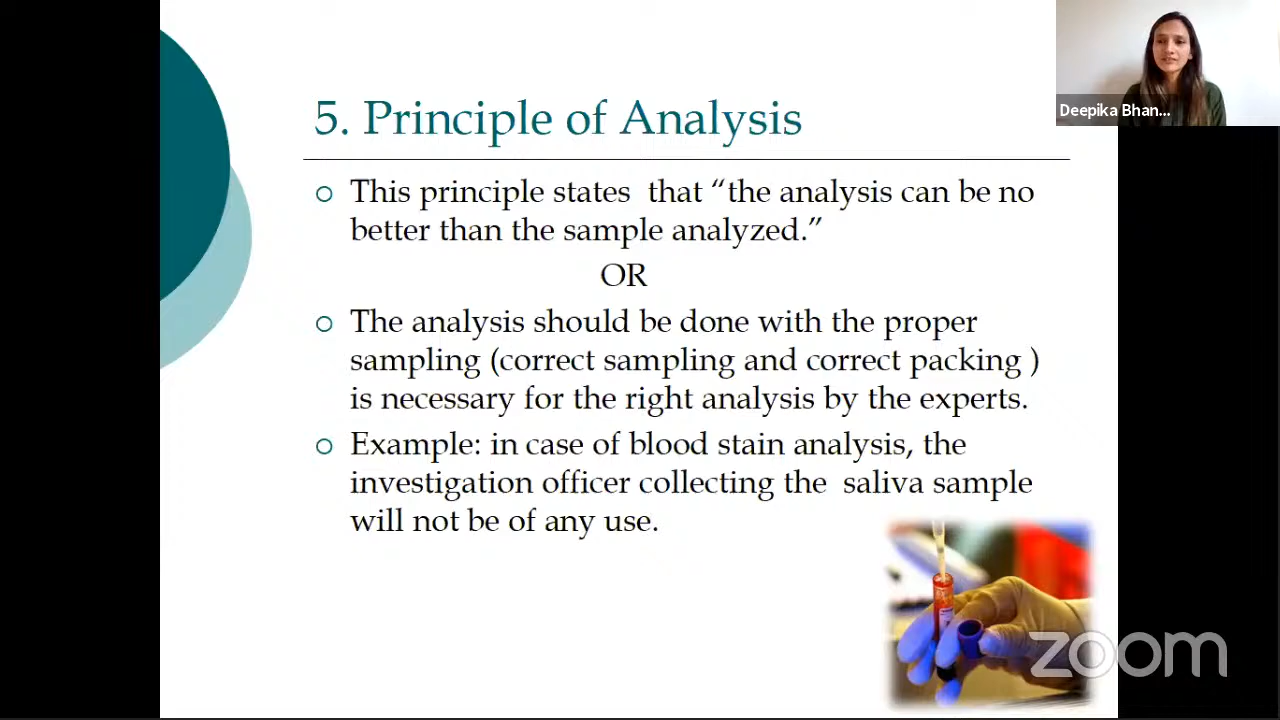 5. Principle of Analysis
This principle states that “the analysis can be no
better than the sample analyzed.”
OR
The analysis should be done with the proper
sampling (correct sampling and correct packing )
is necessary for the right analysis by the experts.
Example: in case of blood stain analysis, the
investigation officer collecting the saliva sample
will not be of any use.
Deepika Bhan...
zoom